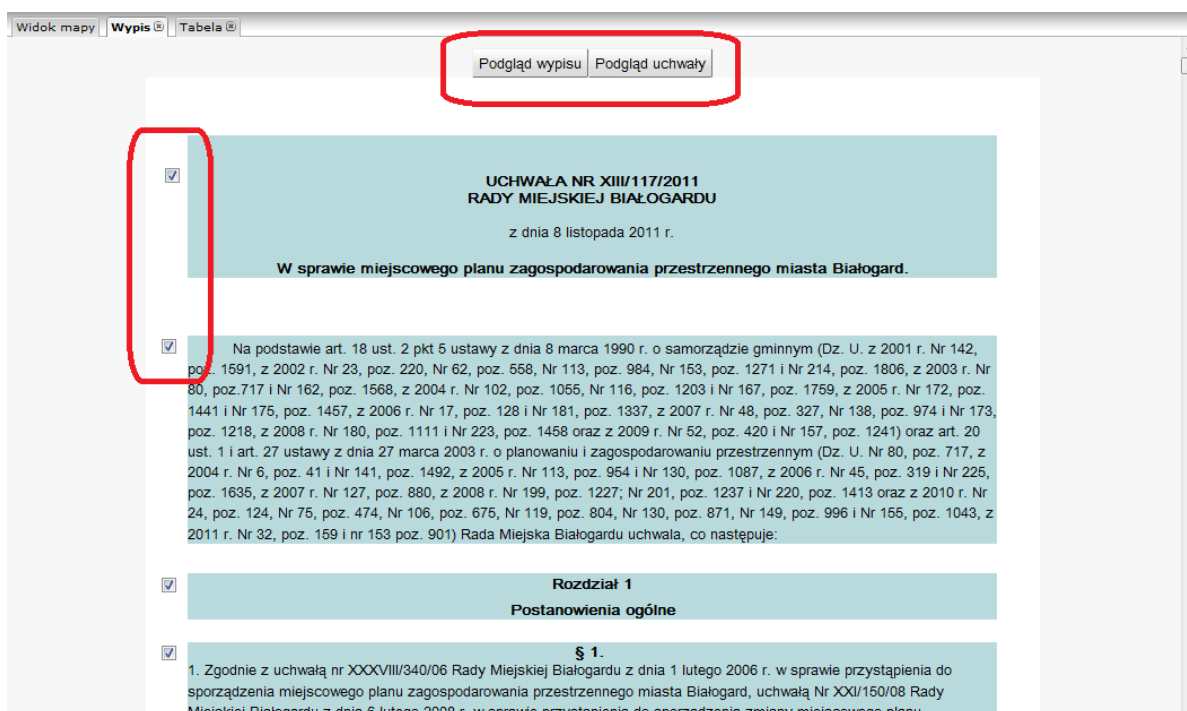 Widok mapy Wypis Tabela
Podgląd wypisu Podgląd uchwały
UCHWAŁA NR XIII/117/2011
RADY MIEJSKIEJ BIAŁOGARDU
z dnia 8 listopada 2011 r.
W sprawie miejscowego planu zagospodarowania przestrzennego miasta Białogard.
Na podstawie art. 18 ust. 2 pkt 5 ustawy z dnia 8 marca 1990 r. o samorządzie gminnym (Dz. U. z 2001 r. Nr 142,
poz. 1591, z 2002 r. Nr 23, poz. 220, Nr 62, poz. 558, Nr 113, poz. 984, Nr 153, poz. 1271 i Nr 214, poz. 1806, z 2003 r. Nr
80, poz.717 i Nr 162, poz. 1568, z 2004 r. Nr 102, poz. 1055, Nr 116, poz. 1203 i Nr 167, poz. 1759, z 2005 r. Nr 172, poz.
1441 i Nr 175, poz. 1457, z 2006 r. Nr 17, poz. 128 i Nr 181, poz. 1337, z 2007 r. Nr 48, poz. 327, Nr 138, poz. 974 i Nr 173,
poz. 1218, z 2008 r. Nr 180, poz. 1111 i Nr 223, poz. 1458 oraz z 2009 r. Nr 52, poz. 420 i Nr 157, poz. 1241) oraz art. 20
ust. 1 i art. 27 ustawy z dnia 27 marca 2003 r. o planowaniu i zagospodarowaniu przestrzennym (Dz. U. Nr 80, poz. 717, z
2004 r. Nr 6, poz. 41 i Nr 141, poz. 1492, z 2005 r. Nr 113, poz. 954 i Nr 130, poz. 1087, z 2006 r. Nr 45, poz. 319 i Nr 225,
poz. 1635, z 2007 r. Nr 127, poz. 880, z 2008 r. Nr 199, poz. 1227; Nr 201, poz. 1237 i Nr 220, poz. 1413 oraz z 2010 r. Nr
24, poz. 124, Nr 75, poz. 474, Nr 106, poz. 675, Nr 119, poz. 804, Nr 130, poz. 871, Nr 149, poz. 996 i Nr 155, poz. 1043, z
2011 r. Nr 32, poz. 159 i nr 153 poz. 901) Rada Miejska Białogardu uchwala, co następuje:
Rozdział 1
Postanowienia ogólne
§ 1.
1. Zgodnie z uchwałą nr XXXVIII/340/06 Rady Miejskiej Białogardu z dnia 1 lutego 2006 r. w sprawie przystąpienia do
sporządzenia miejscowego planu zagospodarowania przestrzennego miasta Białogard, uchwałą Nr XXI/150/08 Rady
Miejskiej Białogardu z dnia 6 lutego 2008 r. w sprawie przystąpienia do sporządzenia zmiany miejscowego planu